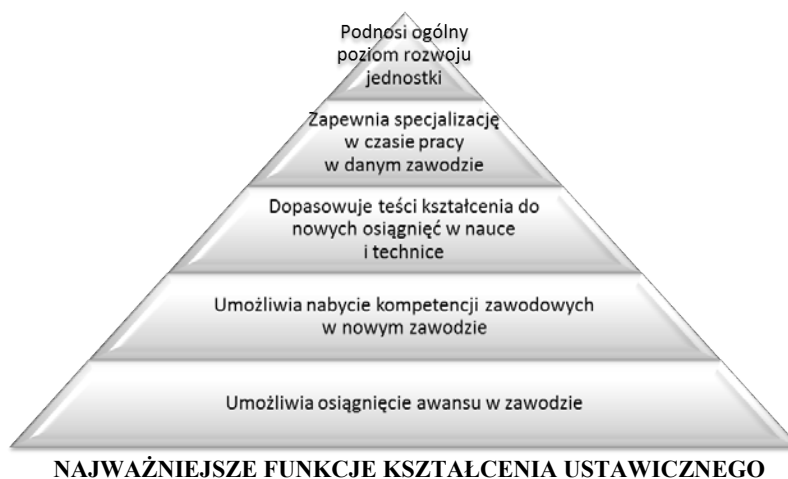 Podnosi ogólny
poziom rozwoju
jednostki
Zapewnia specjalizację
w czasie pracy
w danym zawodzie
Dopasowuje teści kształcenia do
nowych osiągnięć w nauce
i technice
Umożliwia nabycie kompetencji zawodowych
w nowym zawodzie
Umożliwia osiągnięcie awansu w zawodzie
NAJWAŻNIEJSZE FUNKCJE KSZTAŁCENIA USTAWICZNEGO